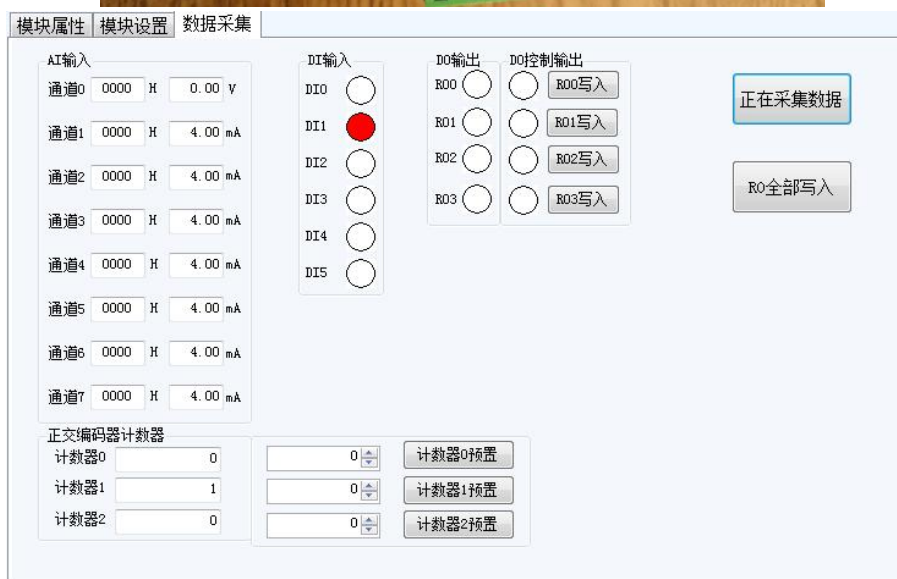 模块属性 模块设置 数据采集
AI输入
通道0 0000 H 0.00 V
通道1 0000 H 4.00 mA
通道2 0000 H 4.00 mA
通道3 0000 H 4.00 mA
通道4 0000 H 4.00 mA
通道5 0000 H 4.00 mA
通道6 0000 H 4.00 mA
通道7 0000 H 4.00 mA
DI输入
DI0
DI1
DI2
DI3
DI4
DI5
DO输出 DO控制输出
RO0 RO0写入
RO1 RO1写入
RO2 RO2写入
RO3 RO3写入
正在采集数据
RO全部写入
正交编码器计数器
计数器0 0 0 计数器0预置
计数器1 1 0 计数器1预置
计数器2 0 0 计数器2预置